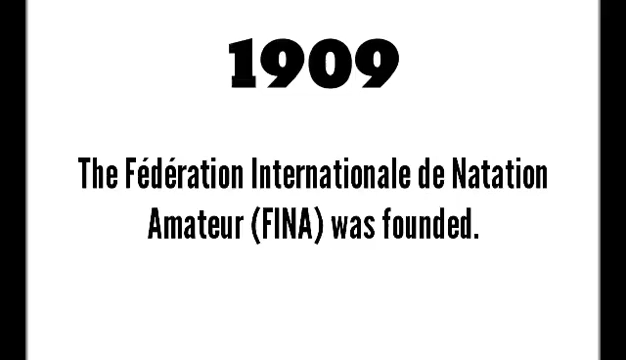 1909
The Fédération Internationale de Natation
Amateur (FINA) was founded.